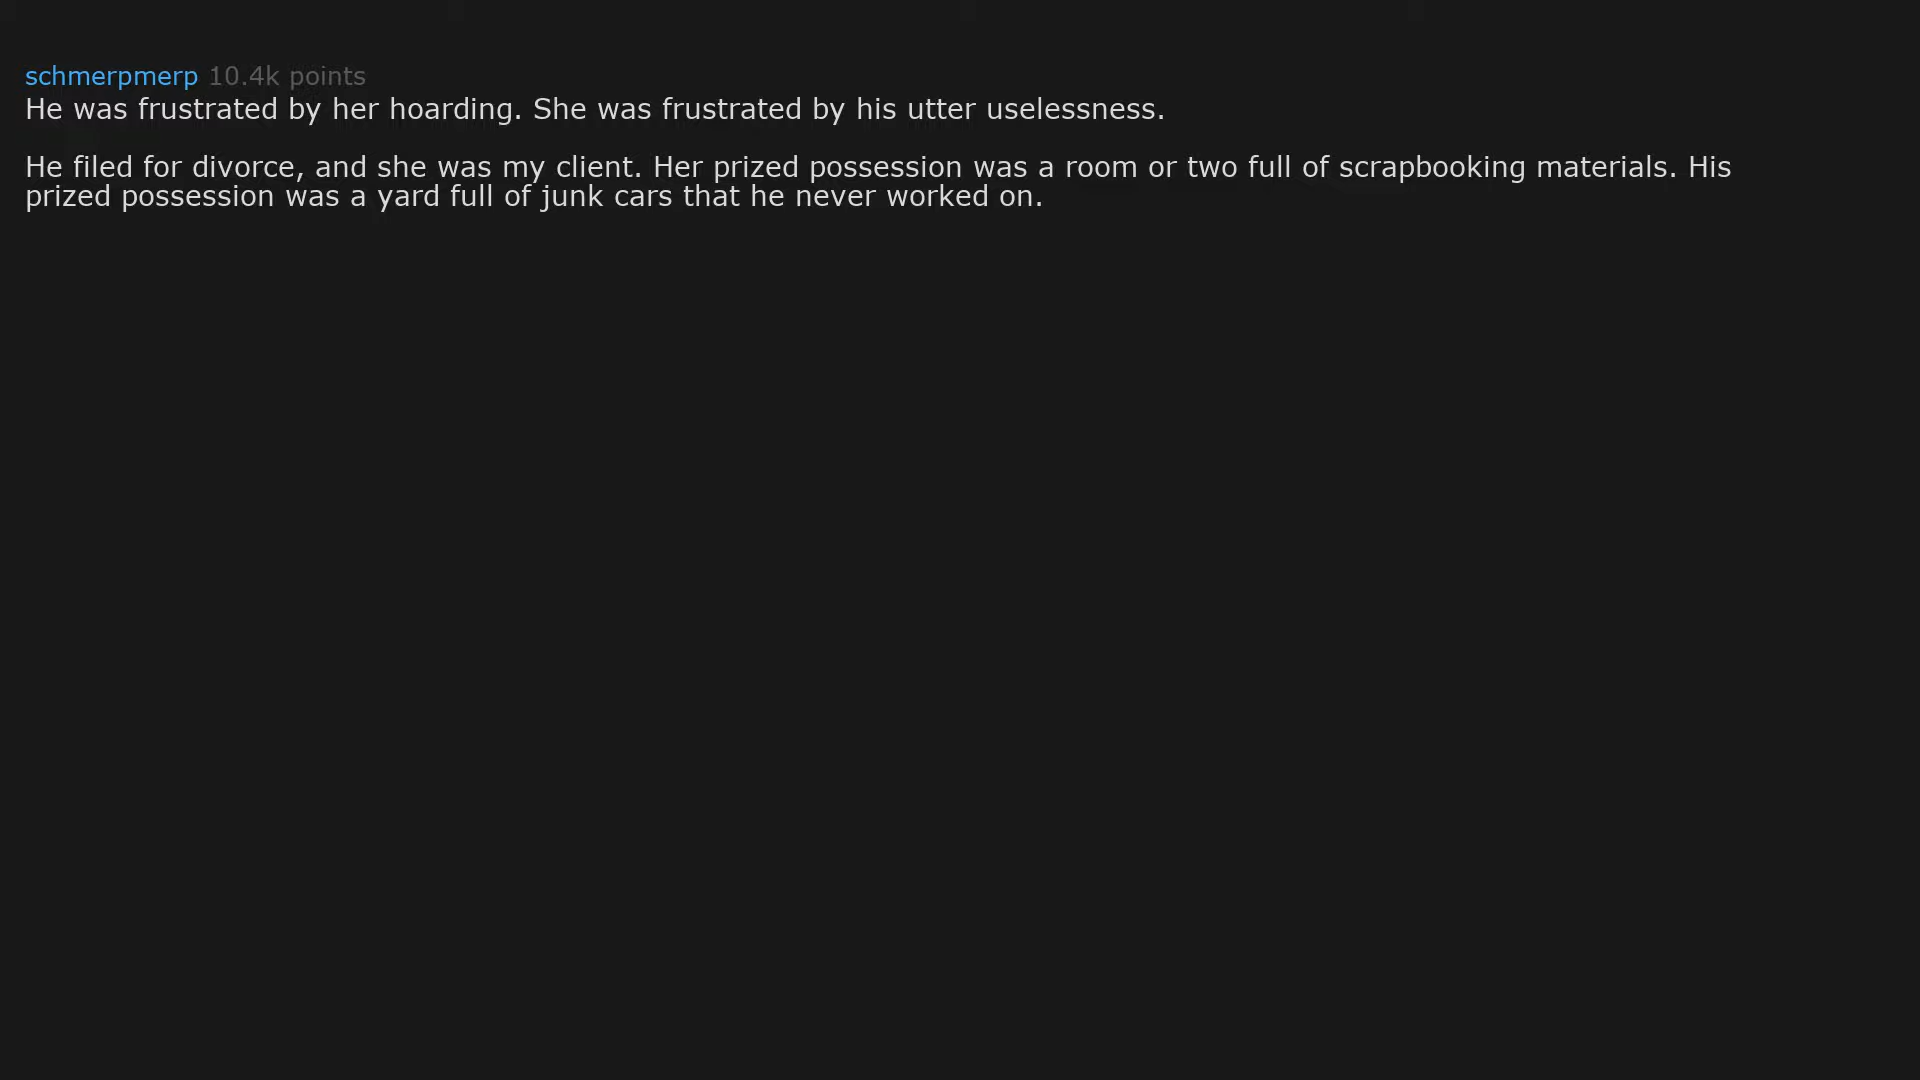 schmerpmerp 10.4k points
He was frustrated by her hoarding. She was frustrated by his utter uselessness.
He filed for divorce, and she was my client. Her prized possession was a room or two full of scrapbooking materials. His
prized possession was a yard full of junk cars that he never worked on.